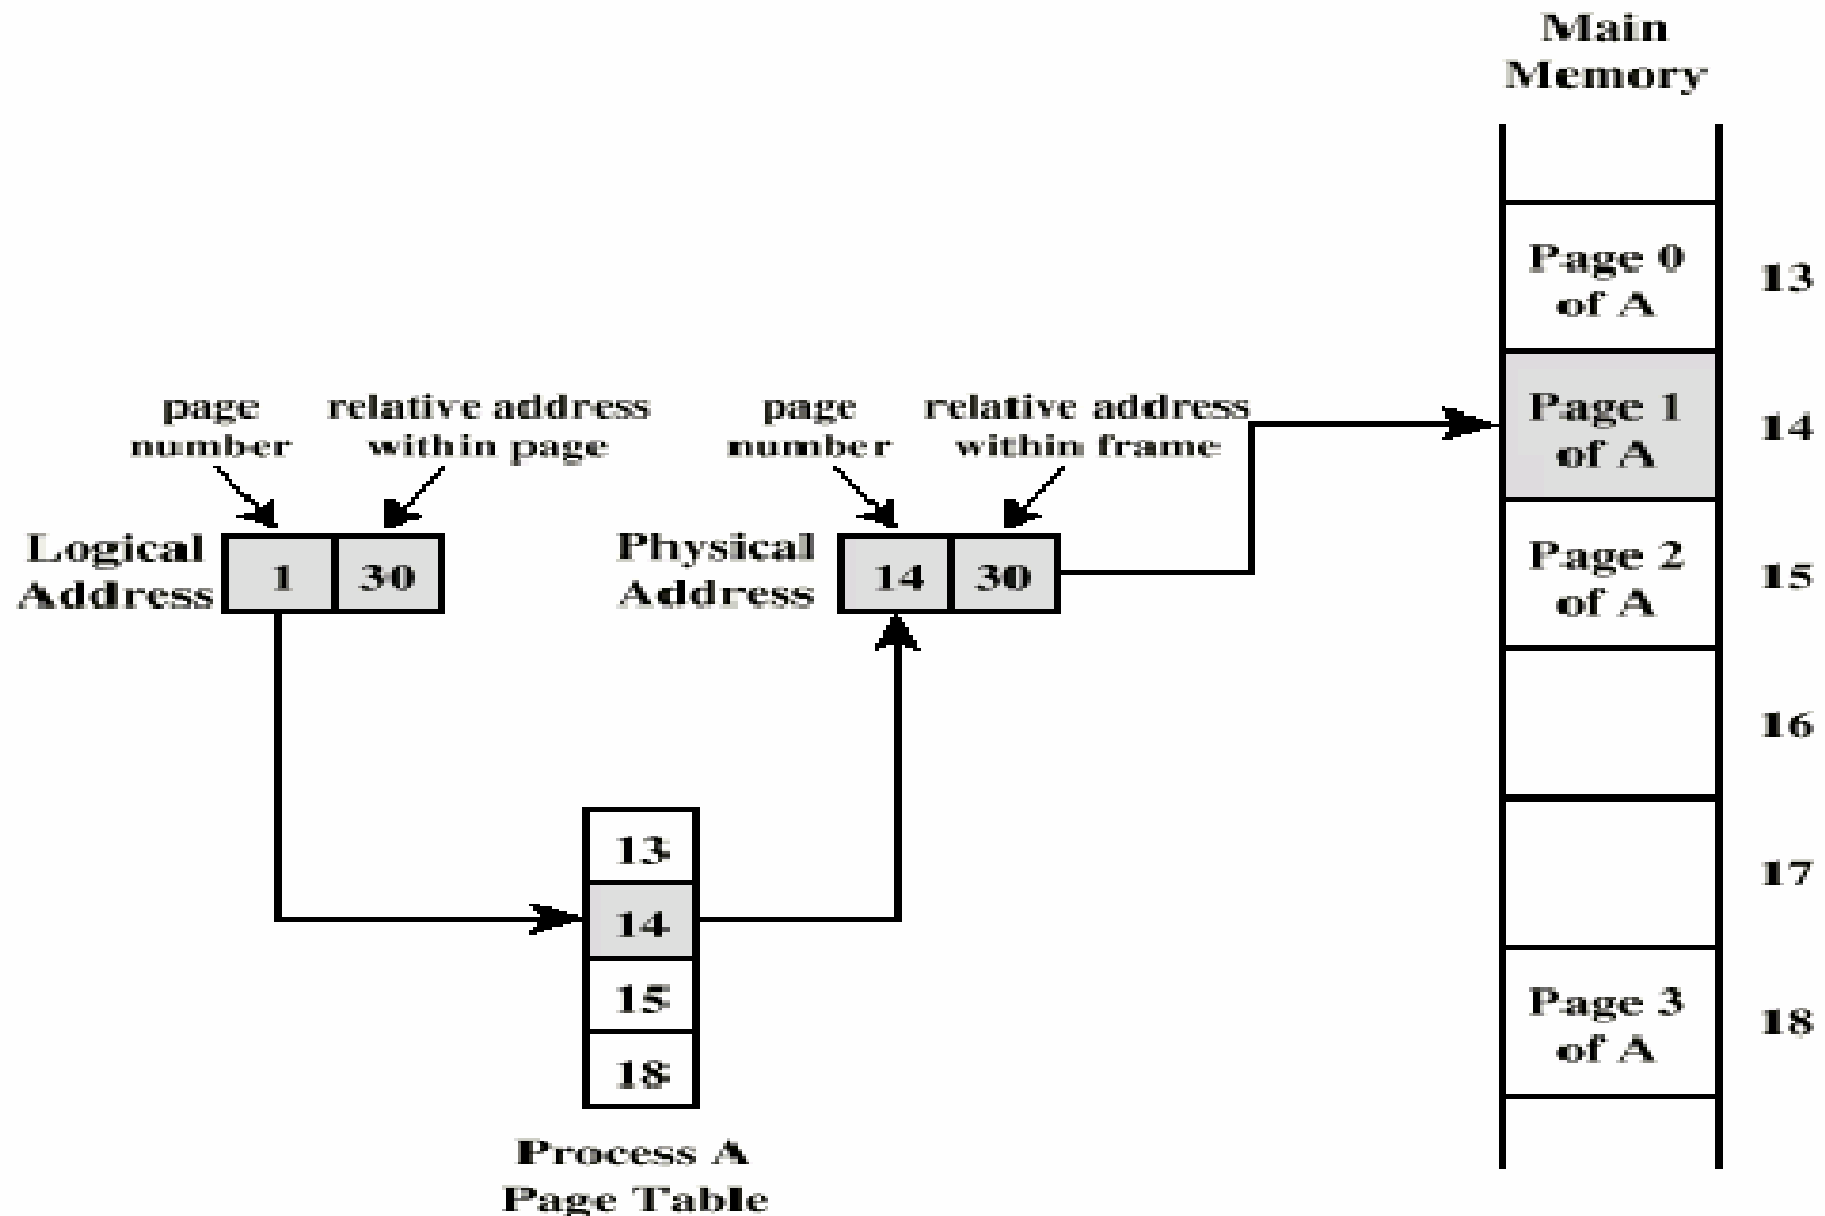 Main
Memory
Page 0
of A
13
Page 1
of A
14
Page 2
of A
15
16
17
Page 3
of A
18
page
number
relative address
within page
Logical
Address
1
30
page
number
relative address
within frame
Physical
Address
14
30
13
14
15
18
Process A
Page Table